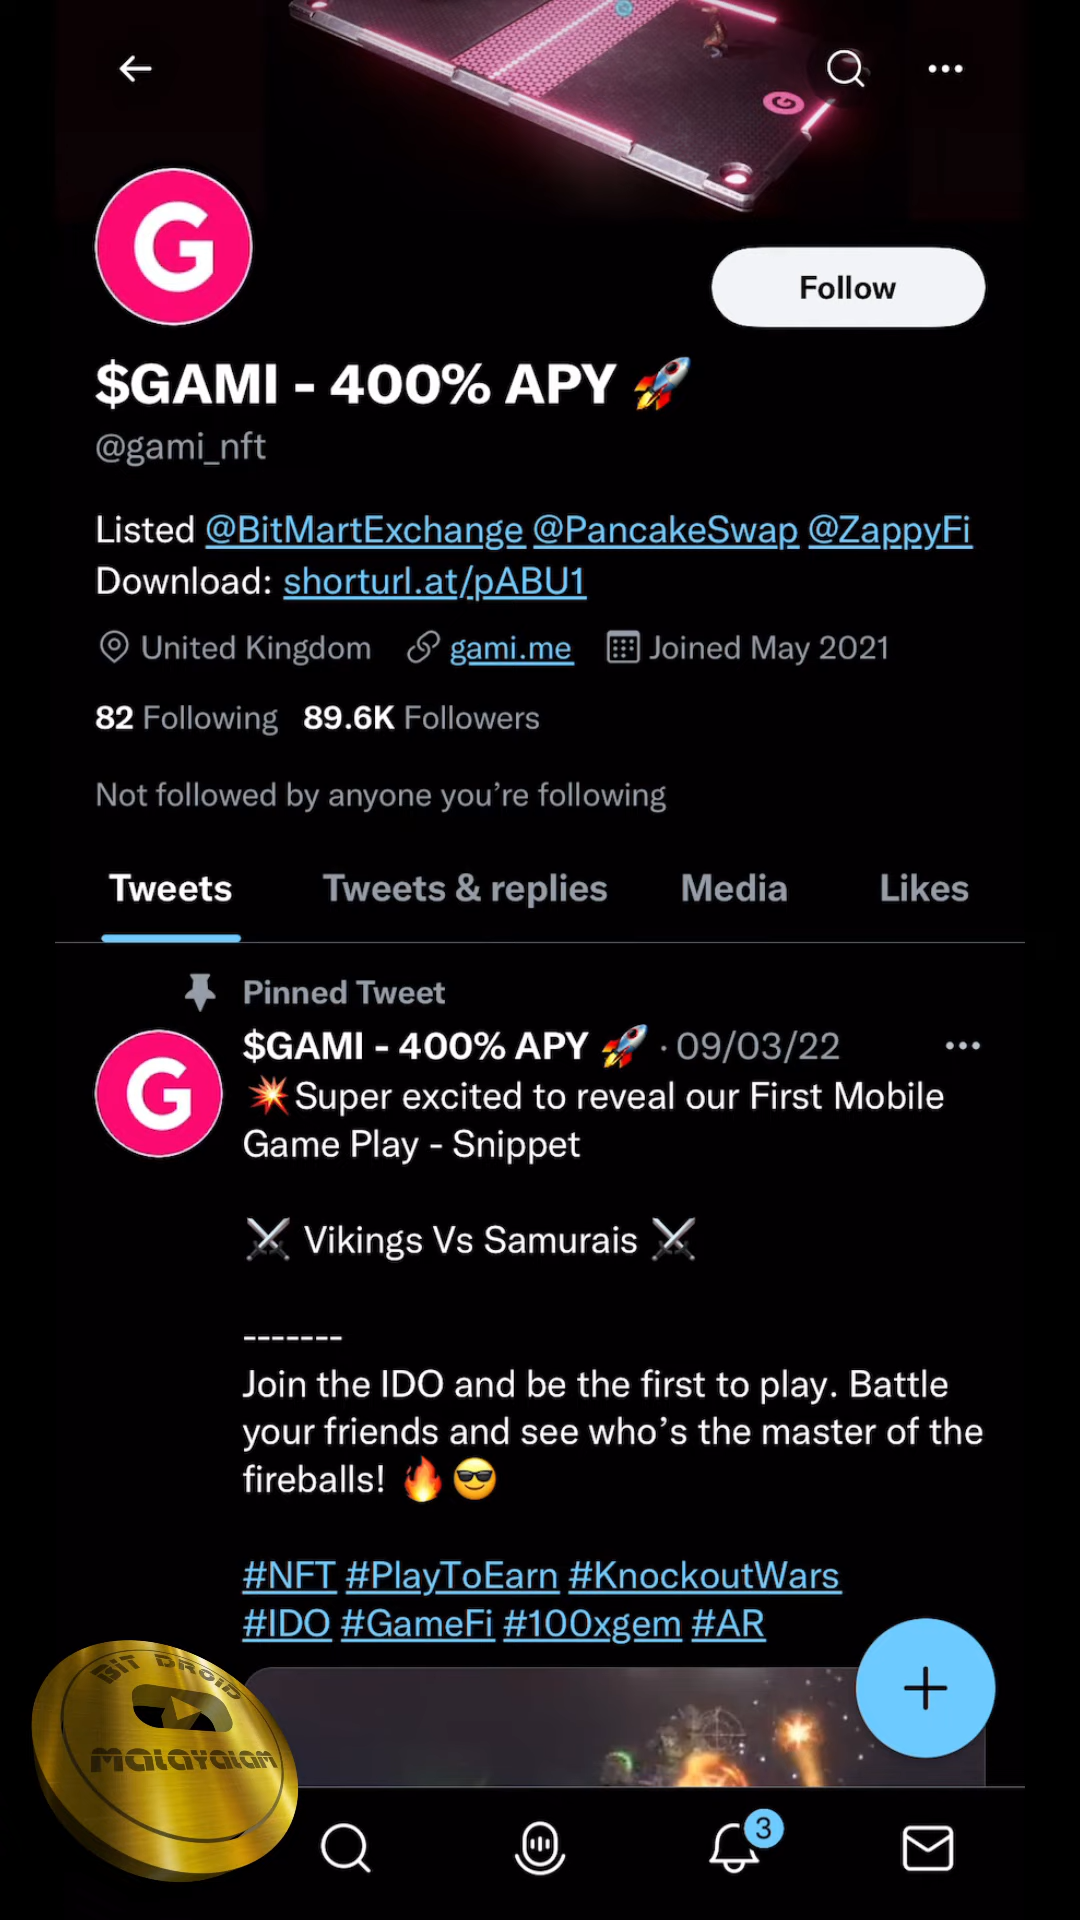 G
G
Follow
$GAMI - 400% APY 🚀
@gami_nft
Listed @BitMartExchange @PancakeSwap @ZappyFi
Download: shorturl.at/pABU1
United Kingdom gami.me Joined May 2021
82 Following 89.6K Followers
Not followed by anyone you're following
Tweets Tweets & replies Media Likes
Pinned Tweet
$GAMI - 400% APY 🚀 · 09/03/22
G
💥Super excited to reveal our First Mobile
Game Play - Snippet
⚔️ Vikings Vs Samurais ⚔️
-------
Join the IDO and be the first to play. Battle
your friends and see who's the master of the
fireballs! 🔥😎
#NFT #PlayToEarn #KnockoutWars
#IDO #GameFi #100xgem #AR
BIT DROID
MALAYALAM
3